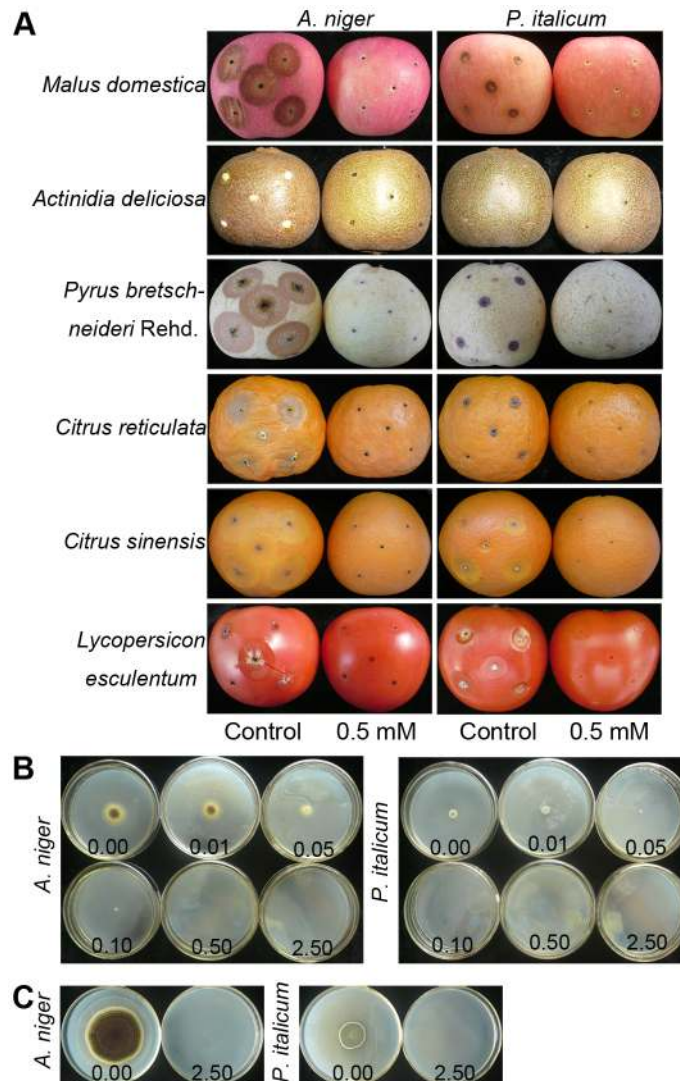 A
A. niger P. italicum
Malus domestica
Actinidia deliciosa
Pyrus bretsch-
neideri Rehd.
Citrus reticulata
Citrus sinensis
Lycopersicon
esculentum
Control 0.5 mM Control 0.5 mM
B
A. niger
0.00 0.01 0.05
0.10 0.50 2.50
P. italicum
0.00 0.01 0.05
0.10 0.50 2.50
C
A. niger
0.00 2.50
P. italicum
0.00 2.50